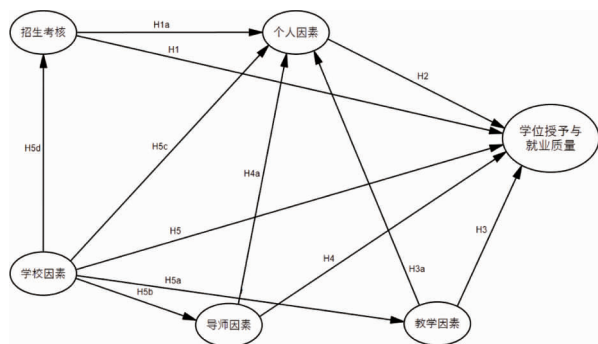 招生考核
H1a
个人因素
H1
H2
学位授予与
就业质量
H5d
H5c
H4a
H5
H4
H3
H3a
学校因素
H5a
H5b
导师因素
教学因素